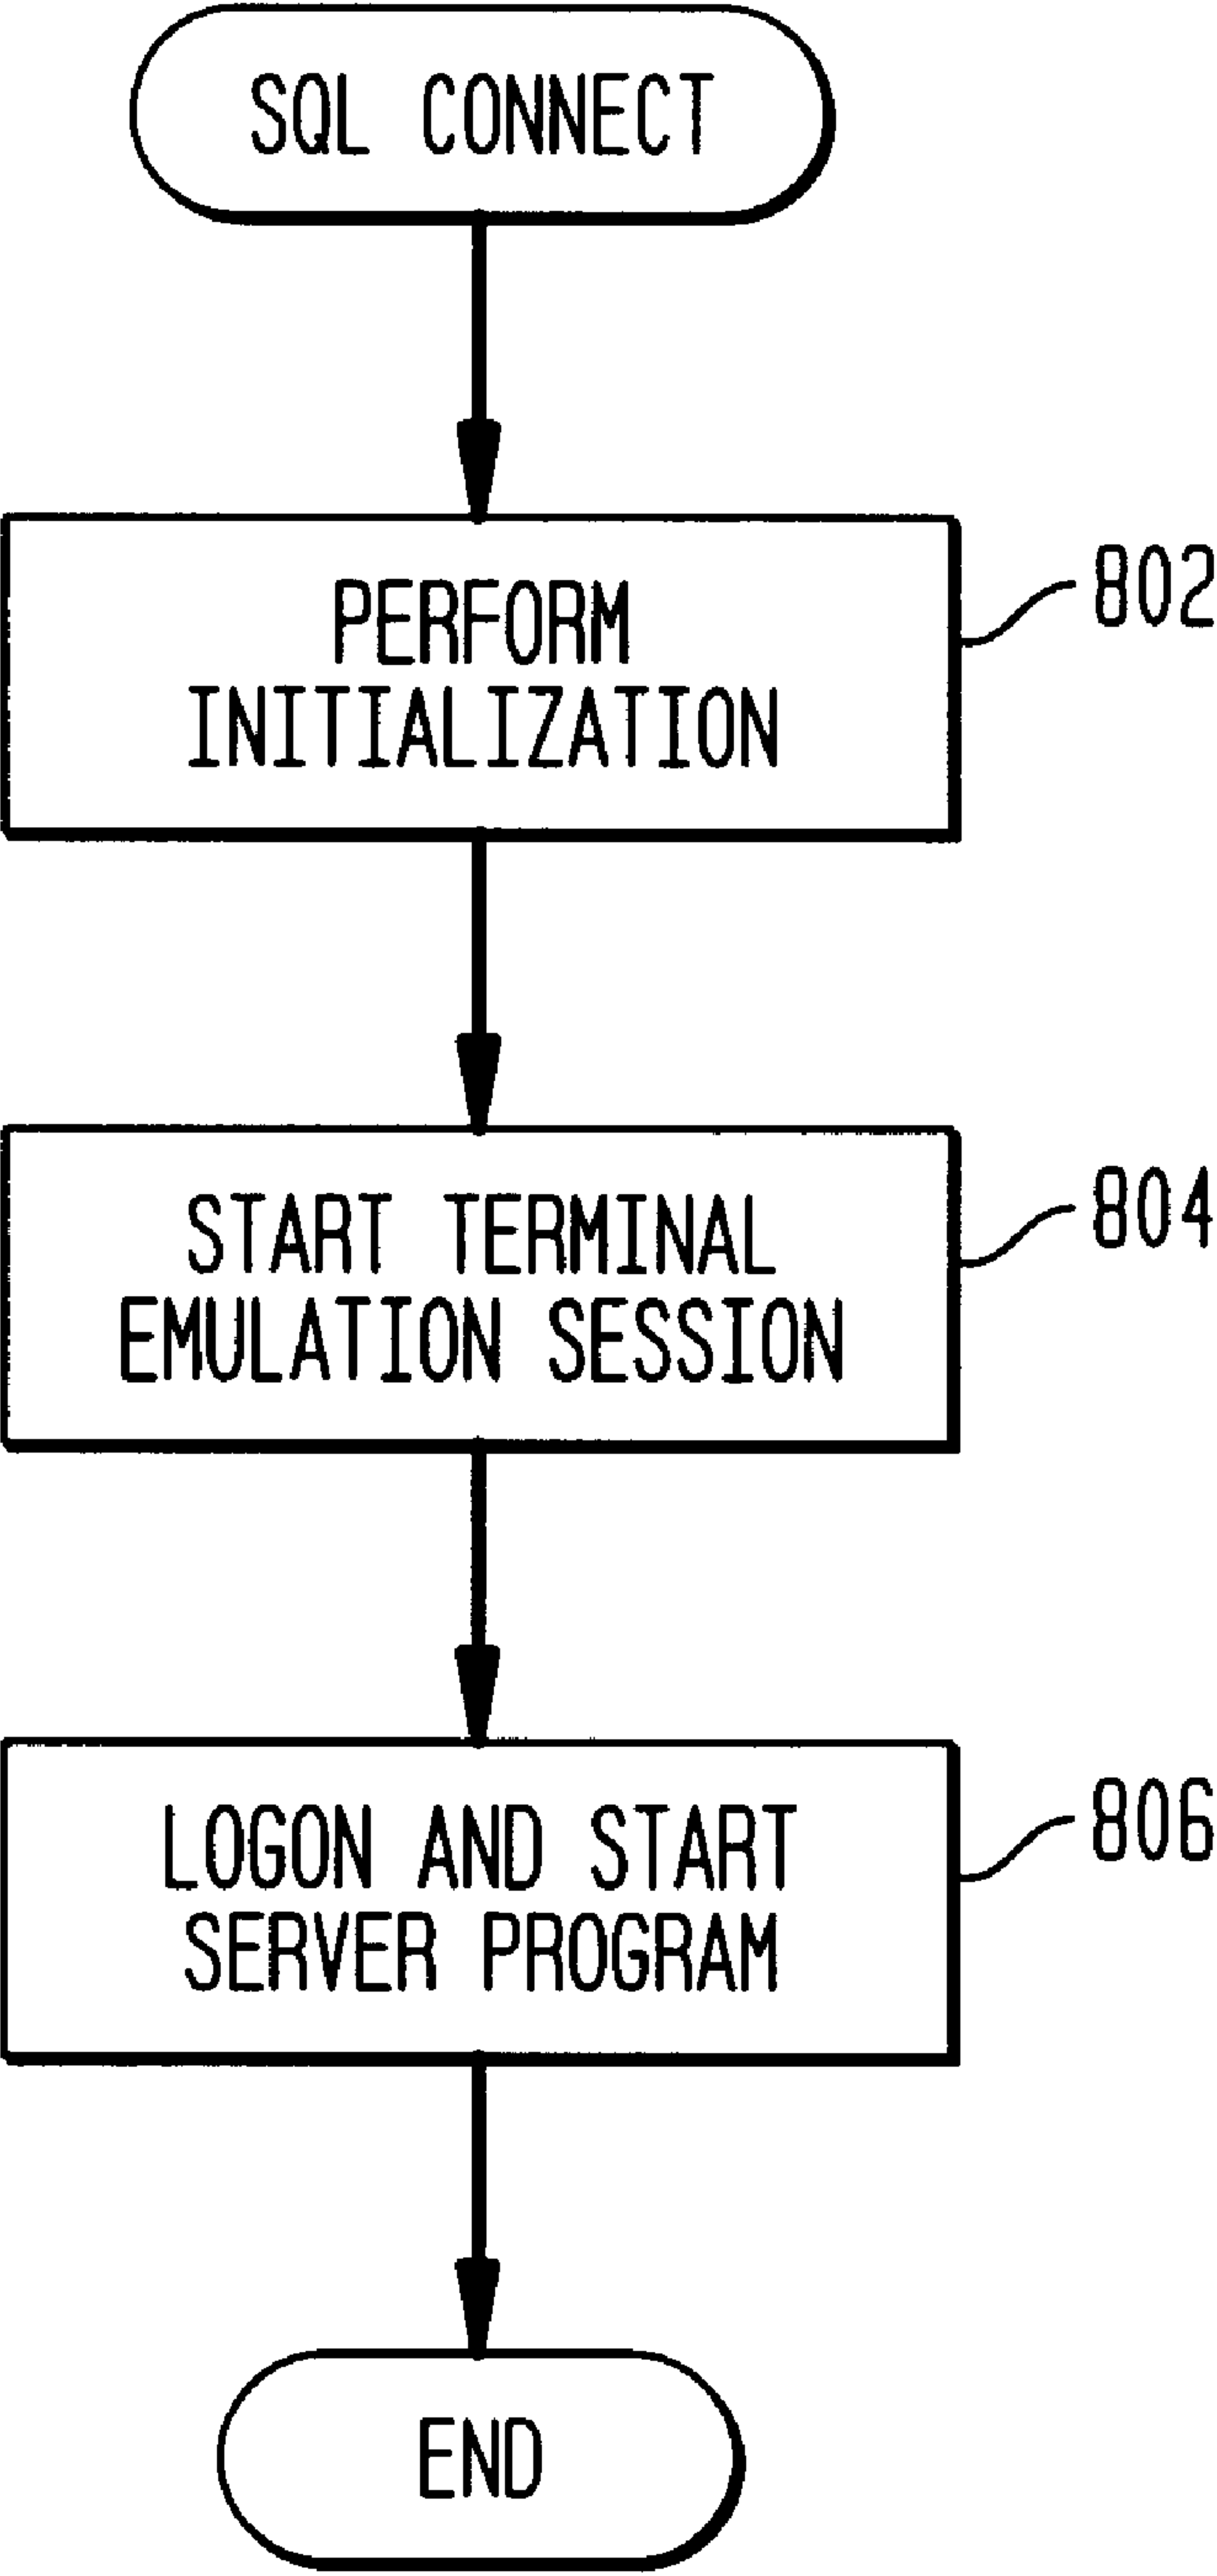 SQL CONNECT
PERFORM
INITIALIZATION
802
START TERMINAL
EMULATION SESSION
804
LOGON AND START
SERVER PROGRAM
806
END